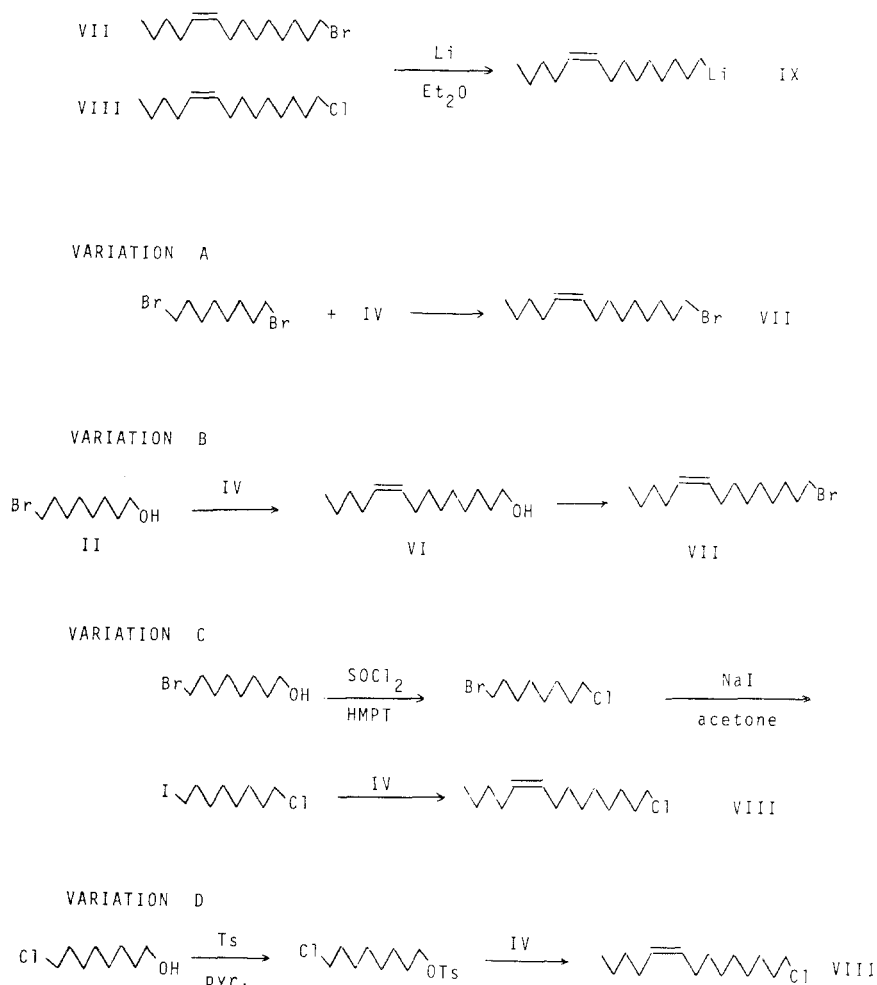 VII Br
Li
Li IX
Et2O
VIII Cl
VARIATION A
Br Br + IV Br VII
VARIATION B
Br OH IV OH Br
II VI VII
VARIATION C
Br OH SOCl2 HMPT Br Cl NaI acetone
I Cl IV Cl VIII
VARIATION D
Cl OH Ts pyr. Cl OTs IV Cl VIII